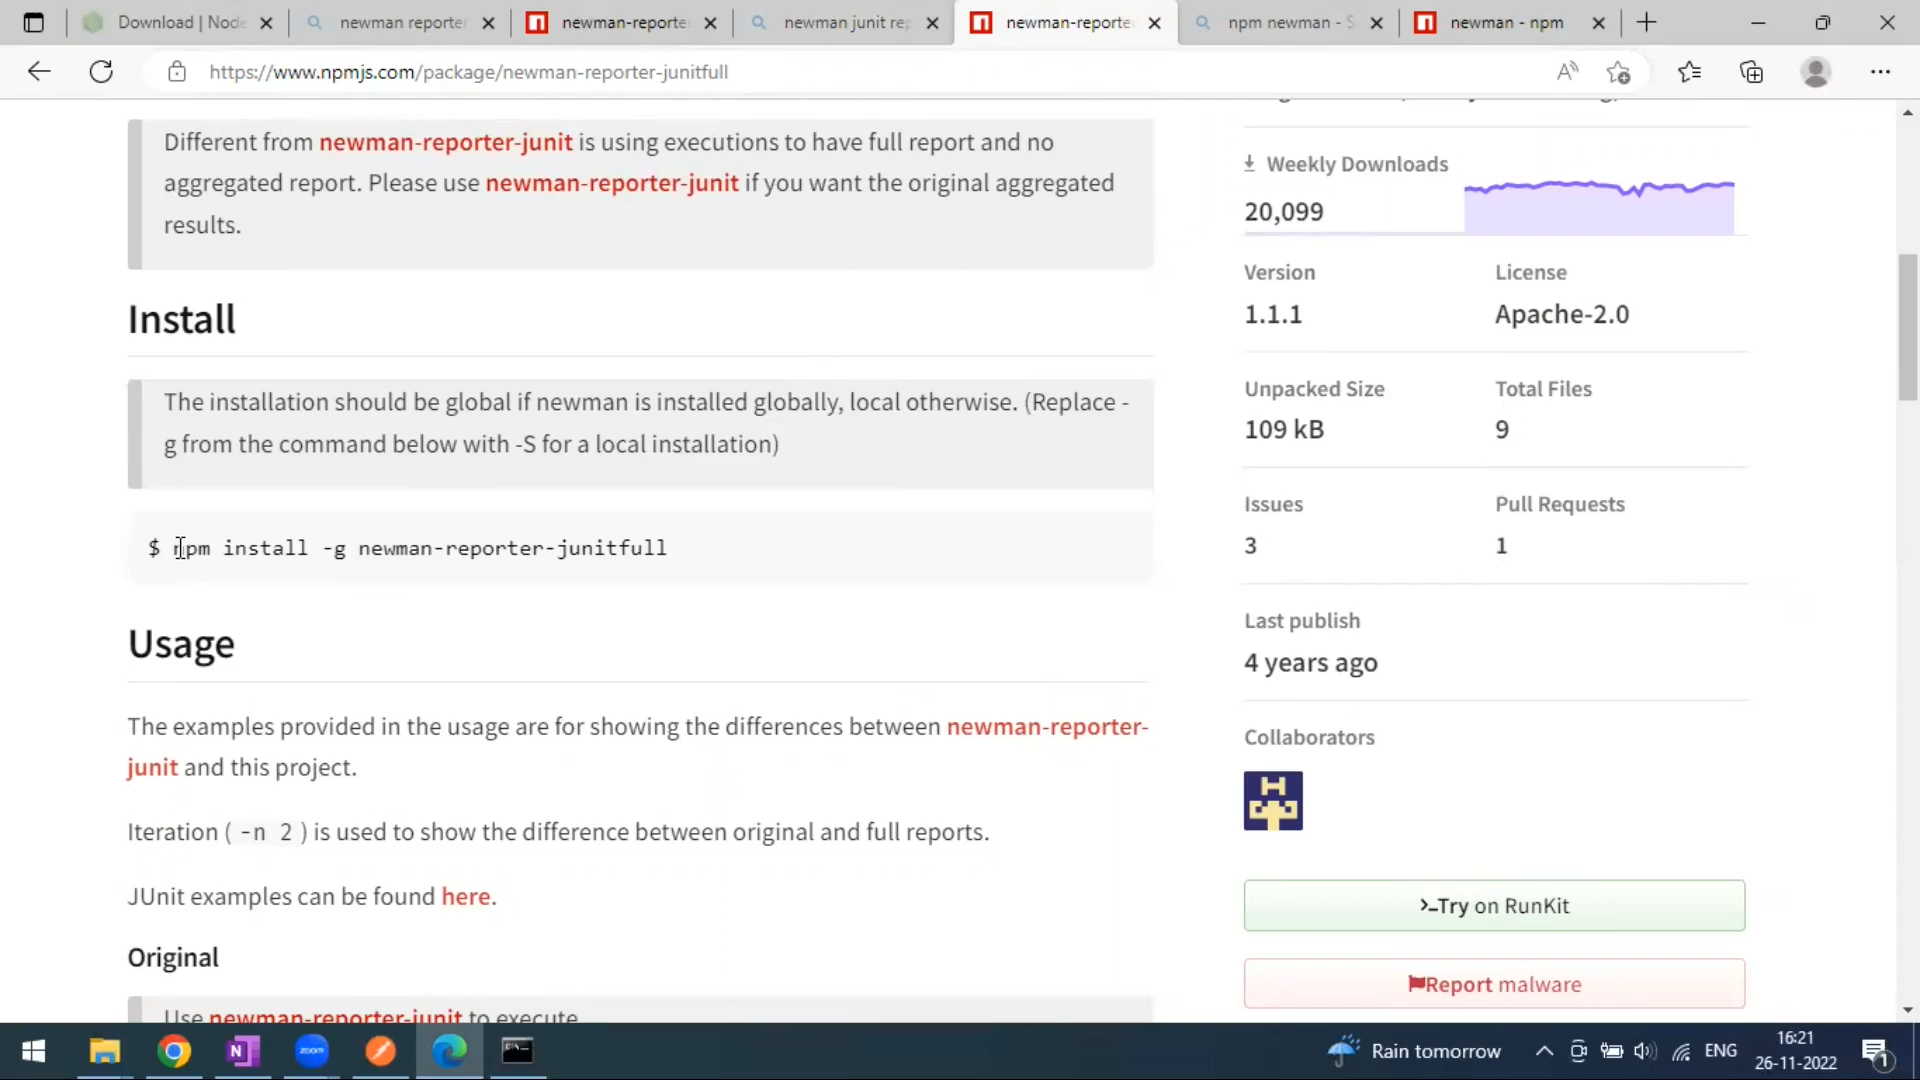 Download | Node
newman reporter
newman-reporte
newman junit rep
newman-reporte
npm newman - S
newman - npm
https://www.npmjs.com/package/newman-reporter-junitfull
Different from newman-reporter-junit is using executions to have full report and no
aggregated report. Please use newman-reporter-junit if you want the original aggregated
results.
Install
The installation should be global if newman is installed globally, local otherwise. (Replace -
g from the command below with -S for a local installation)
$ npm install -g newman-reporter-junitfull
Usage
The examples provided in the usage are for showing the differences between newman-reporter-
junit and this project.
Iteration ( -n 2 ) is used to show the difference between original and full reports.
JUnit examples can be found here.
Original
Use newman-reporter-junit to execute
Weekly Downloads
20,099
Version
License
1.1.1
Apache-2.0
Unpacked Size
Total Files
109 kB
9
Issues
Pull Requests
3
1
Last publish
4 years ago
Collaborators
Try on RunKit
Report malware
zoom
Rain tomorrow
ENG
16:21
26-11-2022
1